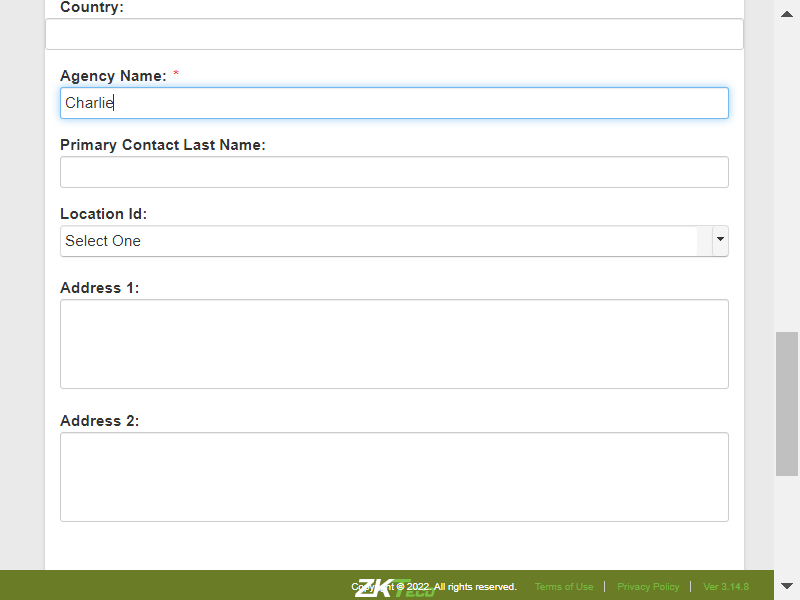 Country:
Agency Name: *
Charlie
Primary Contact Last Name:
Location Id:
Select One
Address 1:
Address 2:
ZKTeco
Copyright © 2022. All rights reserved. Terms of Use | Privacy Policy | Ver 3.14.8